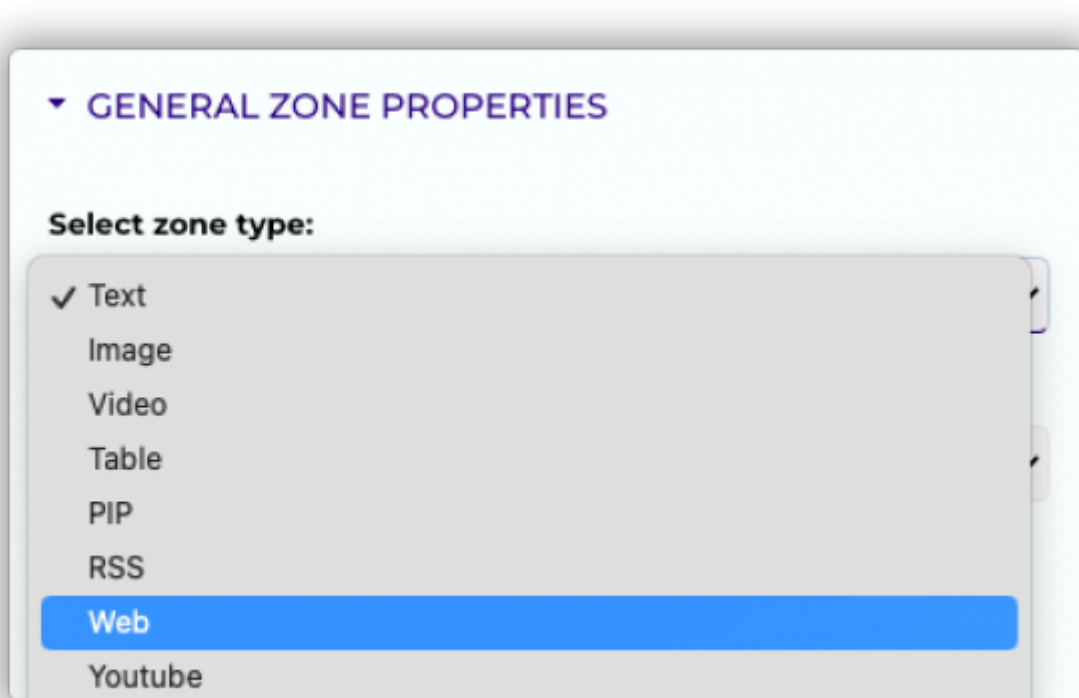 GENERAL ZONE PROPERTIES
Select zone type:
Text
Image
Video
Table
PIP
RSS
Web
Youtube